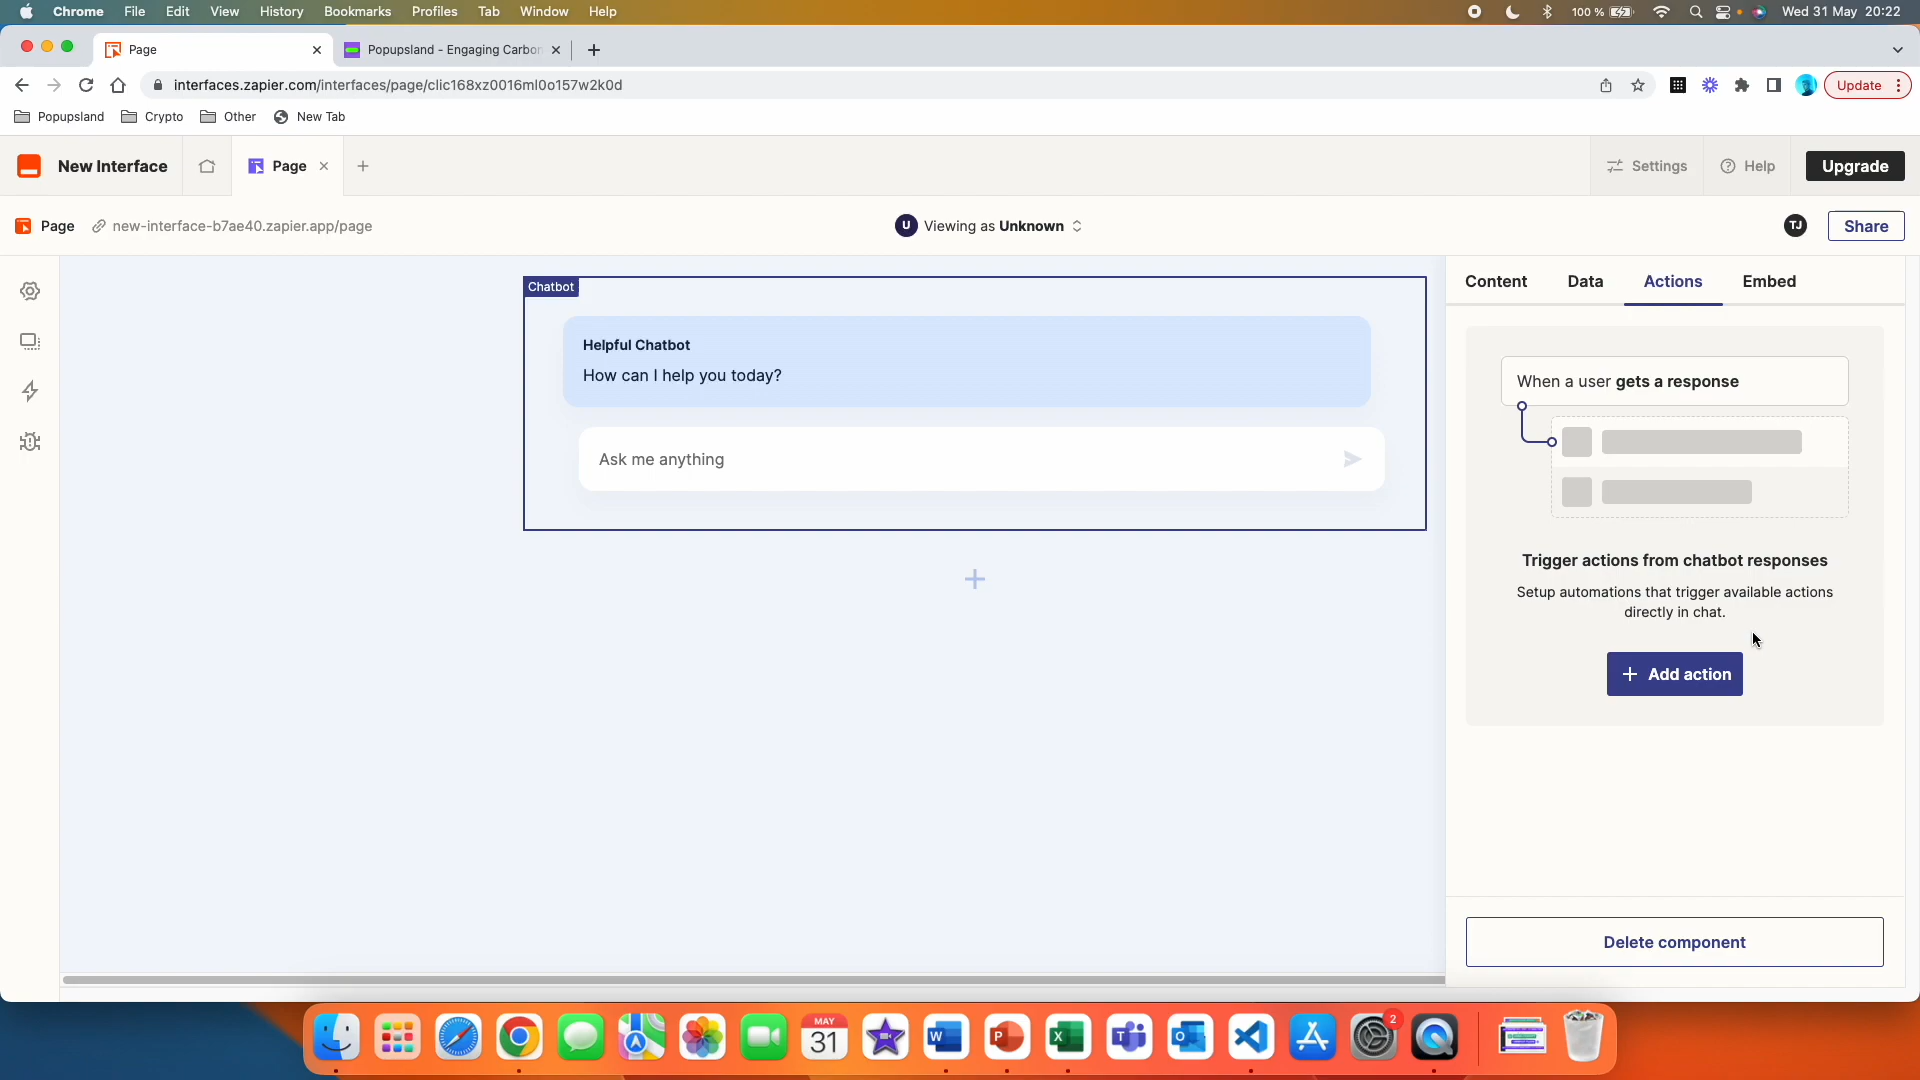 Chrome File Edit View History Bookmarks Profiles Tab Window Help
100 % Wed 31 May 20:22
Page
Popupsland - Engaging Carbon
interfaces.zapier.com/interfaces/page/clic168xz0016ml0o157w2k0d
Update
Popupsland Crypto Other New Tab
New Interface
Page
Settings Help Upgrade
Page new-interface-b7ae40.zapier.app/page
U Viewing as Unknown
TJ Share
Chatbot
Helpful Chatbot
How can I help you today?
Ask me anything
Content Data Actions Embed
When a user gets a response
Trigger actions from chatbot responses
Setup automations that trigger available actions
directly in chat.
Add action
Delete component
MAY
31
W
P
X
2